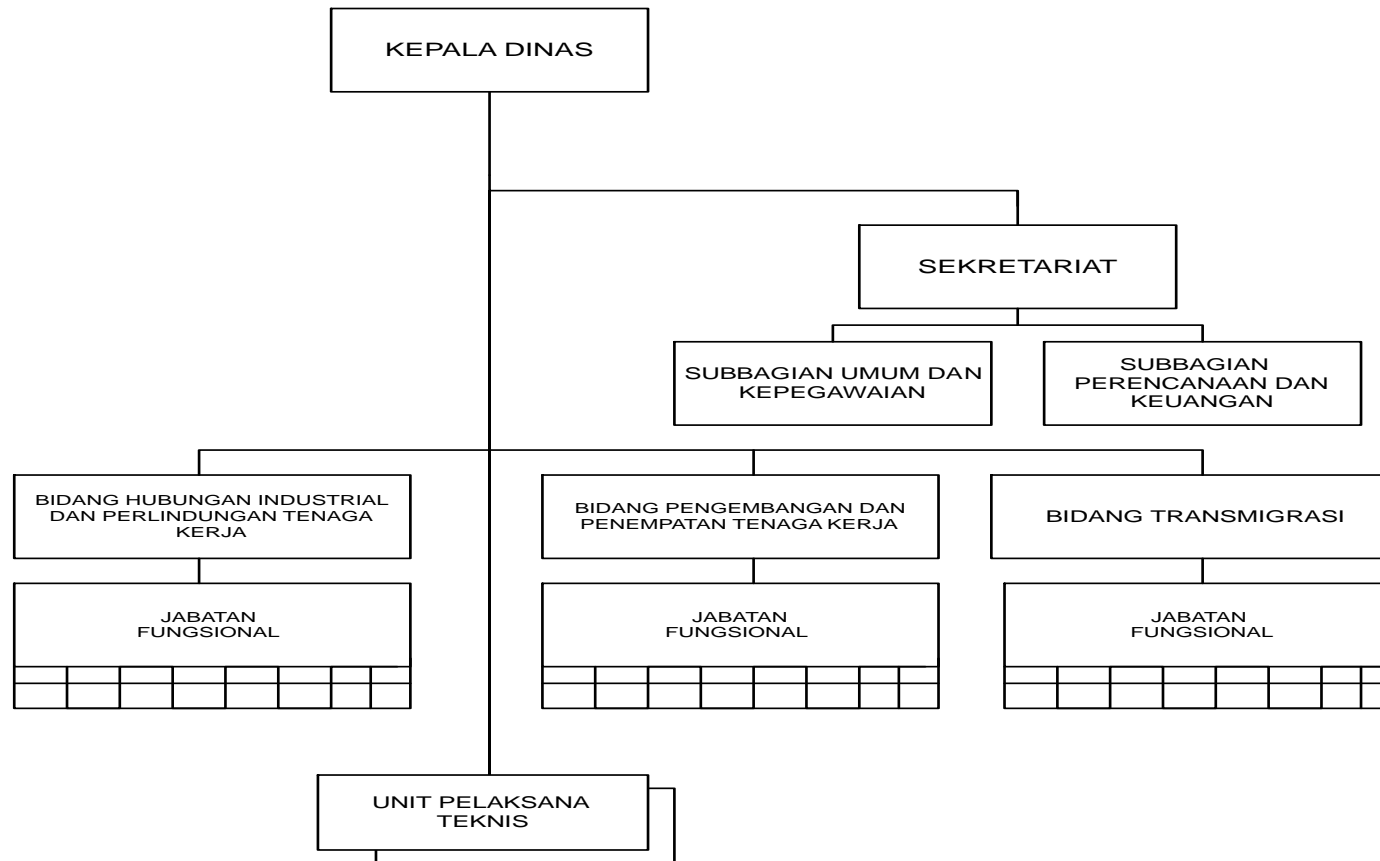 KEPALA DINAS
SEKRETARIAT
SUBBAGIAN UMUM DAN
KEPEGAWAIAN
SUBBAGIAN
PERENCANAAN DAN
KEUANGAN
BIDANG HUBUNGAN INDUSTRIAL
DAN PERLINDUNGAN TENAGA
KERJA
BIDANG PENGEMBANGAN DAN
PENEMPATAN TENAGA KERJA
BIDANG TRANSMIGRASI
JABATAN
FUNGSIONAL
JABATAN
FUNGSIONAL
JABATAN
FUNGSIONAL
UNIT PELAKSANA
TEKNIS